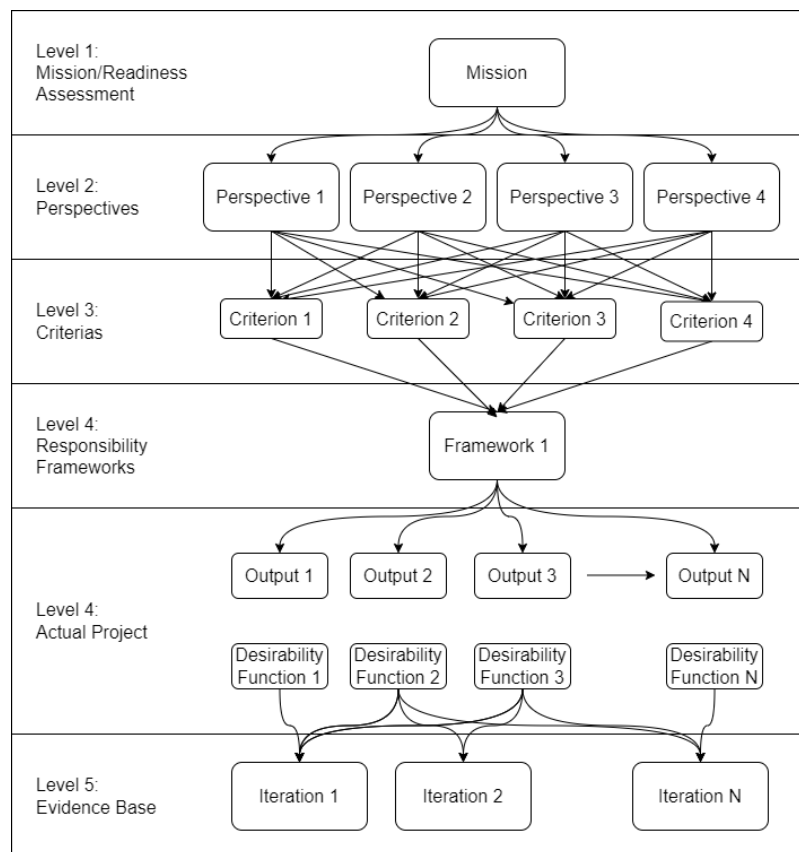 Level 1:
Mission/Readiness
Assessment
Mission
Level 2:
Perspectives
Perspective 1
Perspective 2
Perspective 3
Perspective 4
Level 3:
Criterias
Criterion 1
Criterion 2
Criterion 3
Criterion 4
Level 4:
Responsibility
Frameworks
Framework 1
Level 4:
Actual Project
Output 1
Output 2
Output 3
Output N
Desirability
Function 1
Desirability
Function 2
Desirability
Function 3
Desirability
Function N
Level 5:
Evidence Base
Iteration 1
Iteration 2
Iteration N